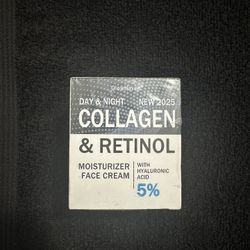 DAY & NIGHT NEW 2025
COLLAGEN
& RETINOL
MOISTURIZER
FACE CREAM
WITH
HYALURONIC
ACID
5%